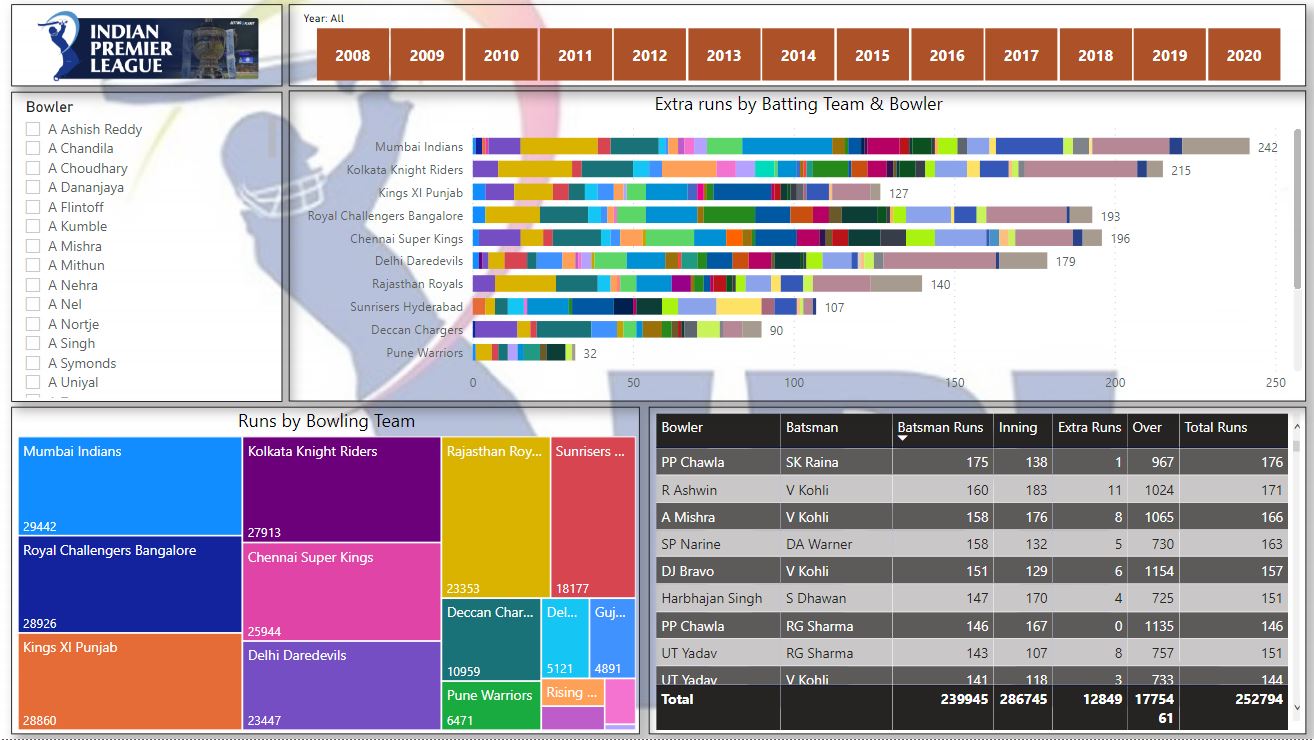 INDIAN
PREMIER
LEAGUE
Year: All
2008 2009 2010 2011 2012 2013 2014 2015 2016 2017 2018 2019 2020
Bowler
A Ashish Reddy
A Chandila
A Choudhary
A Dananjaya
A Flintoff
A Kumble
A Mishra
A Mithun
A Nehra
A Nel
A Nortje
A Singh
A Symonds
A Uniyal
Extra runs by Batting Team & Bowler
Mumbai Indians 242
Kolkata Knight Riders 215
Kings XI Punjab 127
Royal Challengers Bangalore 193
Chennai Super Kings 196
Delhi Daredevils 179
Rajasthan Royals 140
Sunrisers Hyderabad 107
Deccan Chargers 90
Pune Warriors 32
0 50 100 150 200 250
Runs by Bowling Team
Mumbai Indians
29442
Royal Challengers Bangalore
28926
Kings XI Punjab
28860
Kolkata Knight Riders
27913
Chennai Super Kings
25944
Delhi Daredevils
23447
Rajasthan Roy...
23353
Sunrisers ...
18177
Deccan Char...
10959
Pune Warriors
6471
Del...
5121
Guj...
4891
Rising ...
Bowler Batsman Batsman Runs Inning Extra Runs Over Total Runs
PP Chawla SK Raina 175 138 1 967 176
R Ashwin V Kohli 160 183 11 1024 171
A Mishra V Kohli 158 176 8 1065 166
SP Narine DA Warner 158 132 5 730 163
DJ Bravo V Kohli 151 129 6 1154 157
Harbhajan Singh S Dhawan 147 170 4 725 151
PP Chawla RG Sharma 146 167 0 1135 146
UT Yadav RG Sharma 143 107 8 757 151
UT Yadav V Kohli 141 118 3 733 144
Total 239945 286745 12849 17754 252794
61